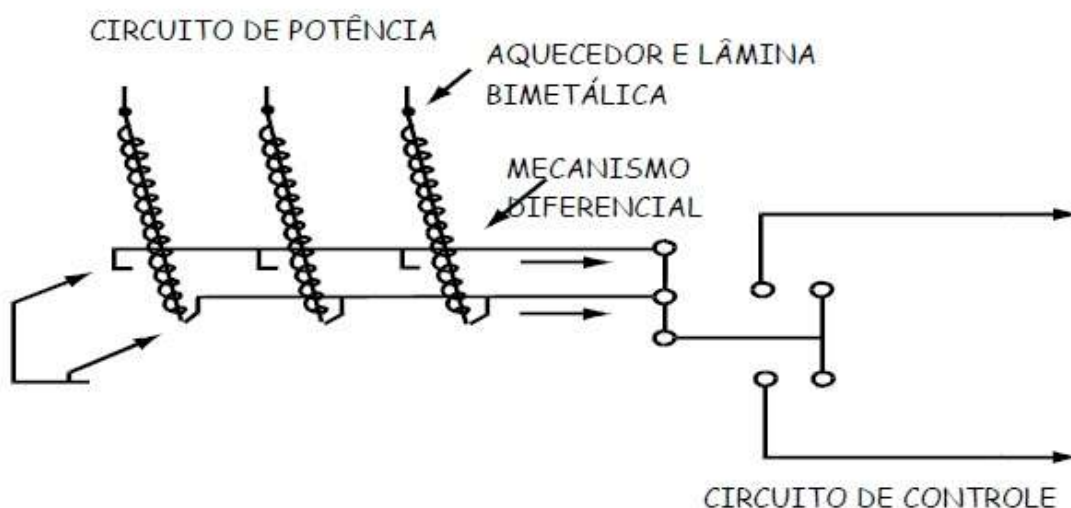 CIRCUITO DE POTÊNCIA
AQUECEDOR E LÂMINA
BIMETÁLICA
MECANISMO
DIFERENCIAL
CIRCUITO DE CONTROLE